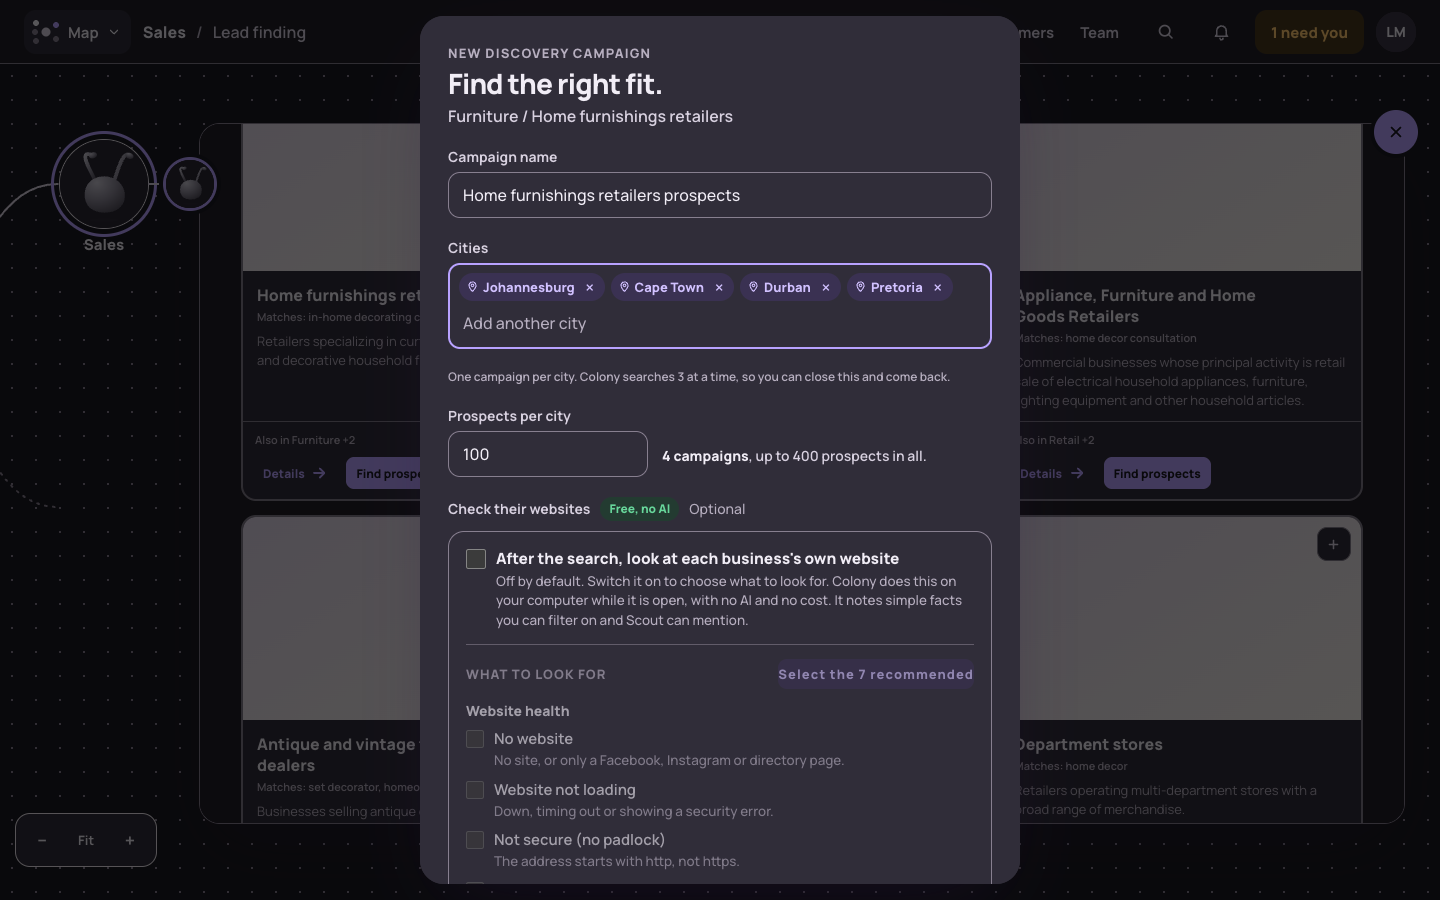 Map
Sales / Lead finding
Team
1 need you
LM
NEW DISCOVERY CAMPAIGN
Find the right fit.
Furniture / Home furnishings retailers
Campaign name
Home furnishings retailers prospects
Cities
Johannesburg × Cape Town × Durban × Pretoria ×
Add another city
One campaign per city. Colony searches 3 at a time, so you can close this and come back.
Prospects per city
100
4 campaigns, up to 400 prospects in all.
Check their websites Free, no AI Optional
After the search, look at each business's own website
Off by default. Switch it on to choose what to look for. Colony does this on
your computer while it is open, with no AI and no cost. It notes simple facts
you can filter on and Scout can mention.
WHAT TO LOOK FOR
Select the 7 recommended
Website health
No website
No site, or only a Facebook, Instagram or directory page.
Website not loading
Down, timing out or showing a security error.
Not secure (no padlock)
The address starts with http, not https.
Sales
Home furnishings
Matches: in-home decorating
Retailers specializing in
and decorative household
Also in Furniture +2
Details → Find
Antique and vintage
dealers
Matches: set decorator,
Businesses selling antique
Appliance, Furniture and Home
Goods Retailers
Matches: home decor consultation
Commercial businesses whose principal activity is retail
sale of electrical household appliances, furniture,
lighting equipment and other household articles.
Also in Retail +2
Details → Find prospects
Department stores
Matches: home decor
Retailers operating multi-department stores with a
broad range of merchandise.
− Fit +